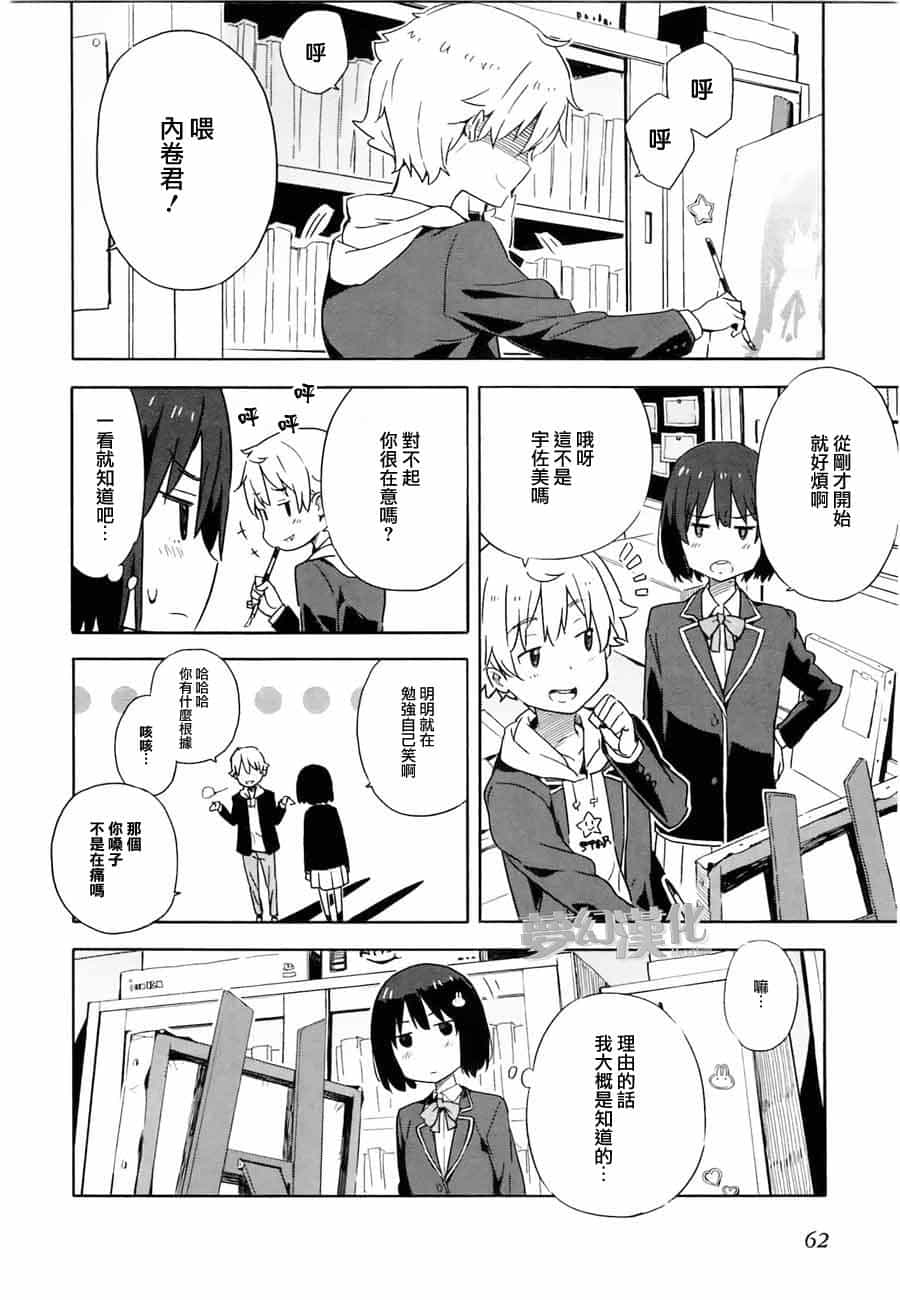 呼
呼
呼
喂
內卷君！
從剛才開始
就好煩啊
哦呀
這不是
宇佐美嗎
STAR
對不起
你很在意嗎？
呼
呼
呼
一看就知道吧…
明明就在
勉強自己笑啊
哈哈哈
你有什麼根據
咳咳…
那個
你嗓子
不是在痛嗎
夢幻漢化
嘛…
理由的話
我大概是知道的…
62